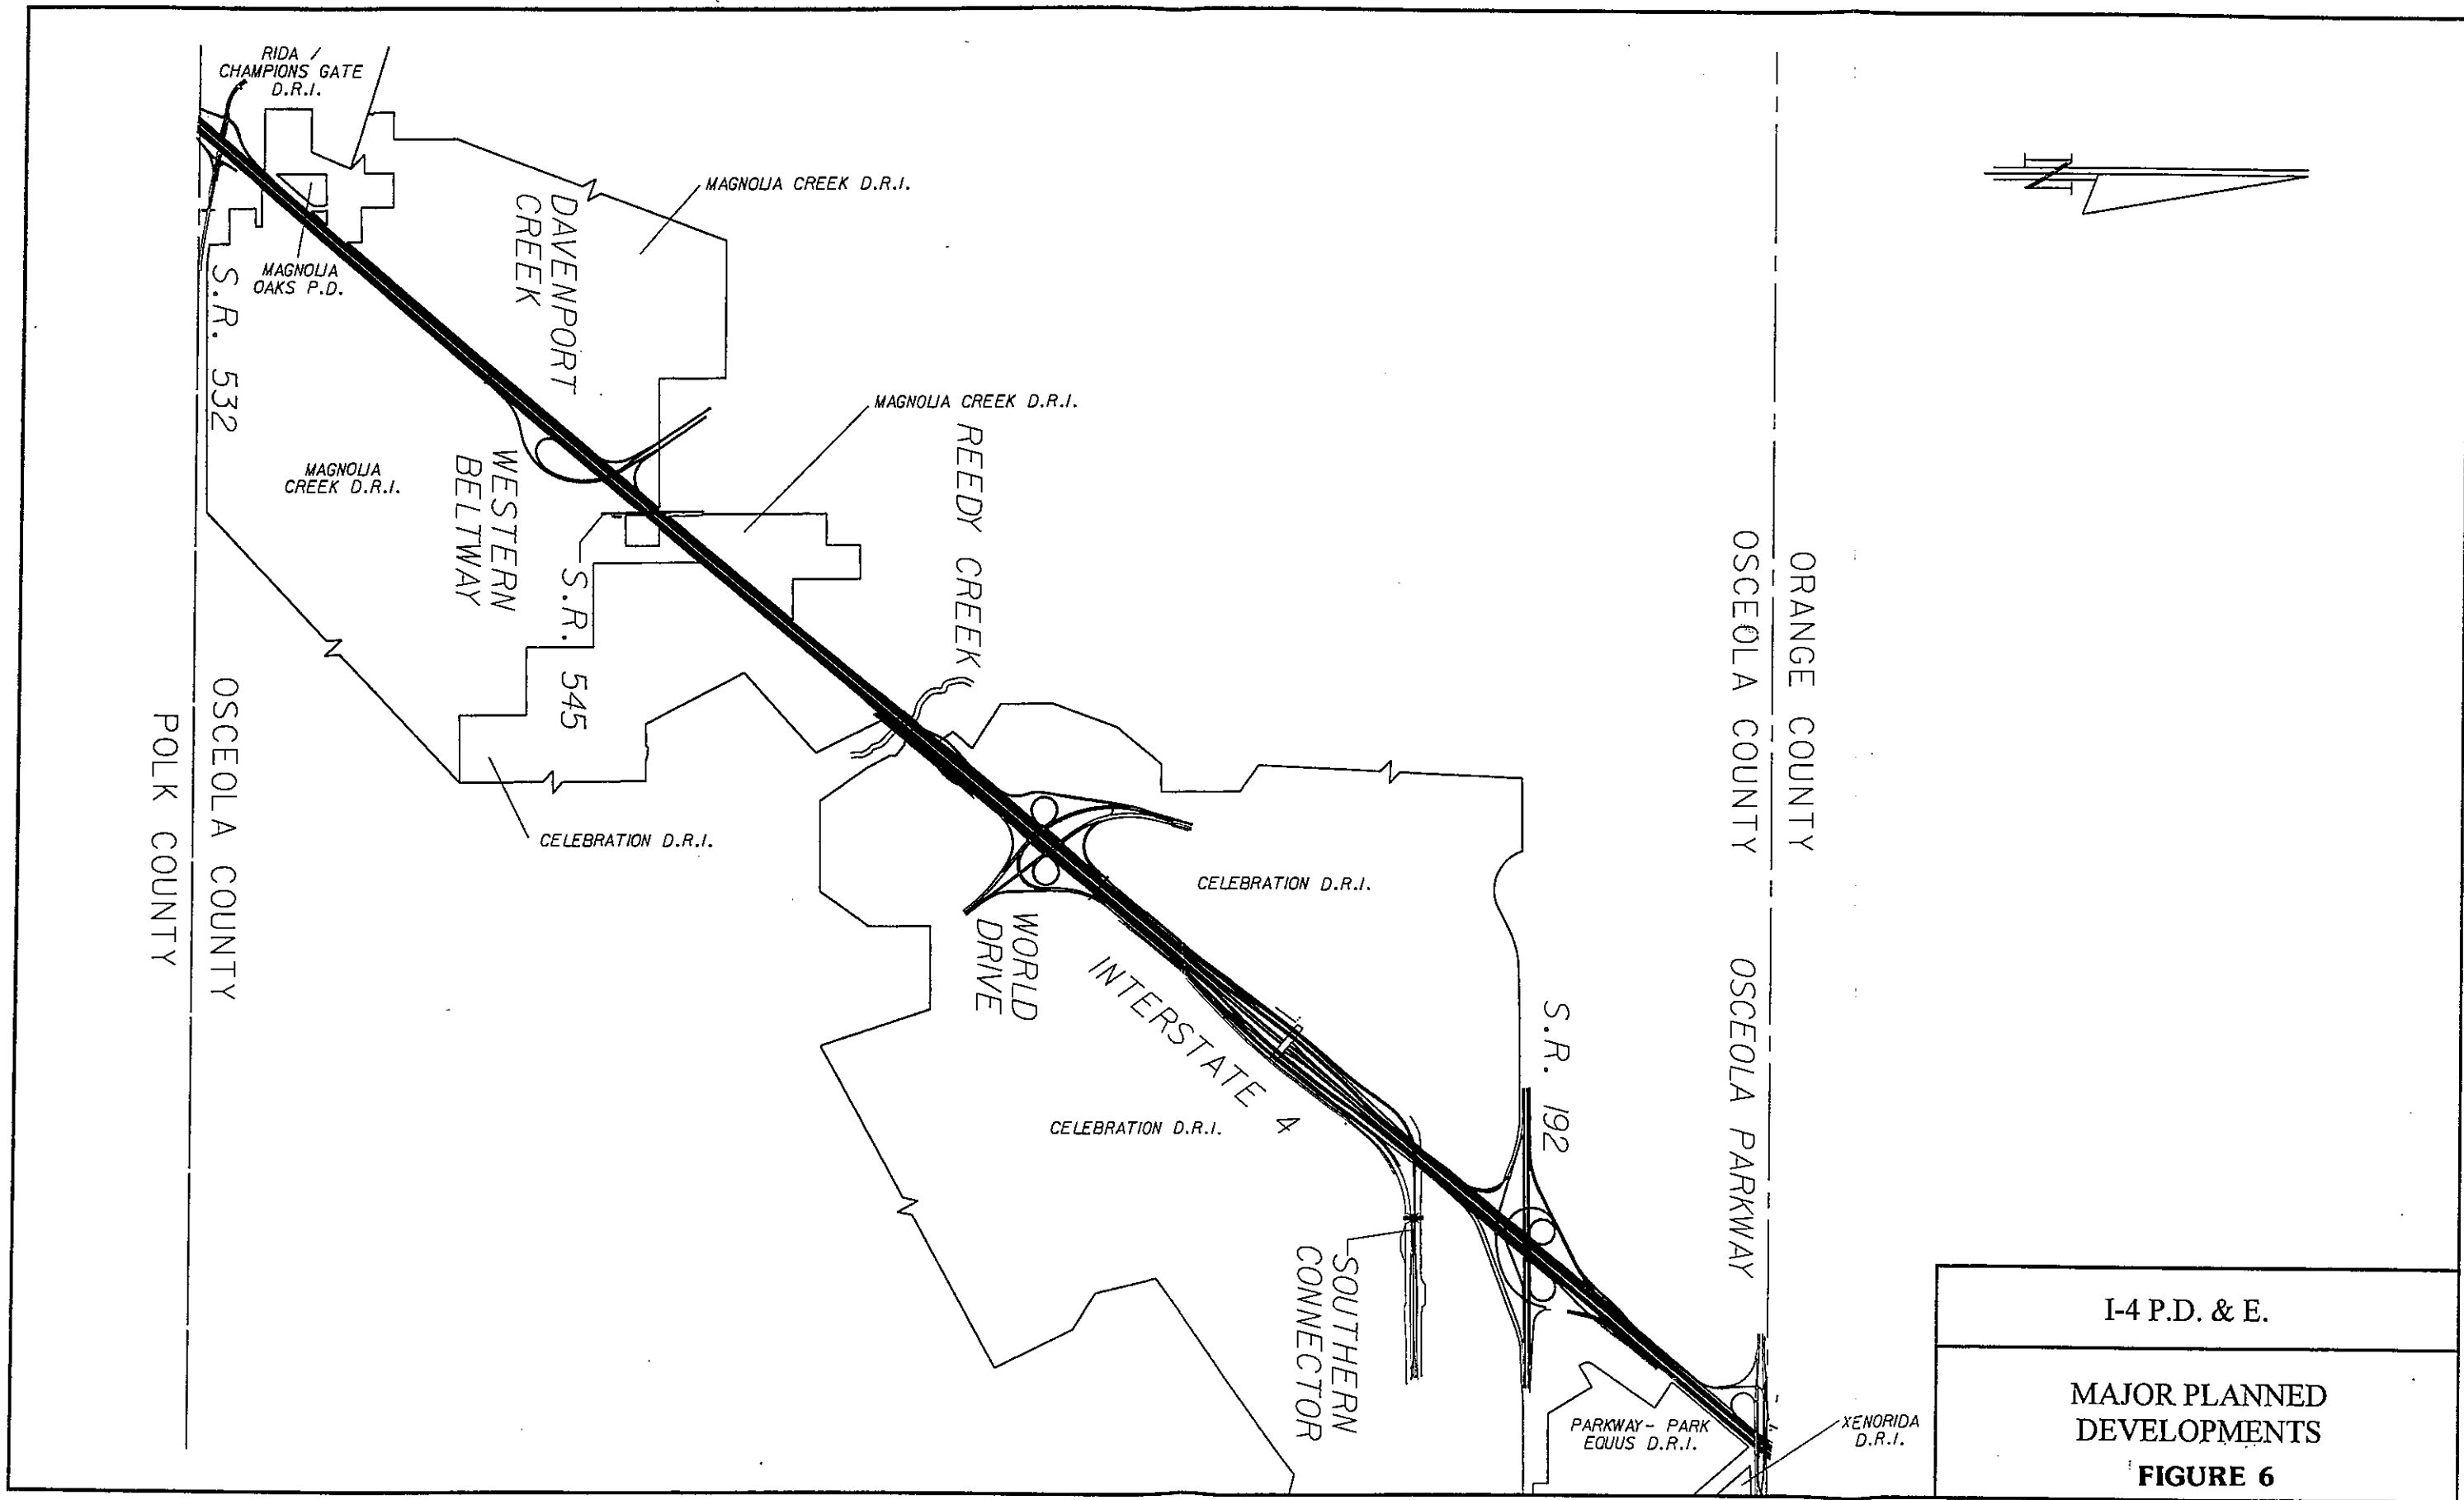 RIDA /
CHAMPIONS GATE
D.R.I.
MAGNOLIA CREEK D.R.I.
DAVENPORT
CREEK
MAGNOLIA
OAKS P.D.
S.R. 532
MAGNOLIA CREEK D.R.I.
REEDY CREEK
MAGNOLIA
CREEK D.R.I.
WESTERN
BELTWAY
S.R. 545
ORANGE COUNTY
OSCEOLA COUNTY
OSCEOLA COUNTY
POLK COUNTY
CELEBRATION D.R.I.
CELEBRATION D.R.I.
WORLD
DRIVE
INTERSTATE 4
CELEBRATION D.R.I.
S.R. 192
OSCEOLA PARKWAY
SOUTHERN
CONNECTOR
PARKWAY- PARK
EQUUS D.R.I.
XENORIDA
D.R.I.
N
I-4 P.D. & E.
MAJOR PLANNED
DEVELOPMENTS
FIGURE 6